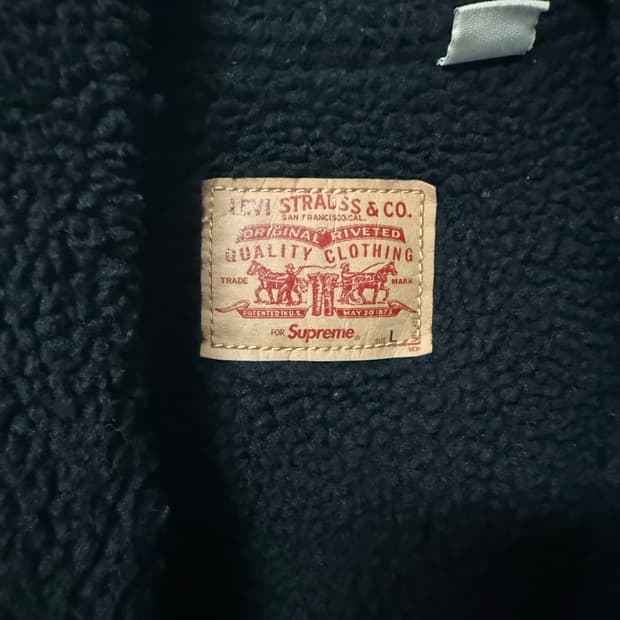 LEVI STRAUSS & CO.
SAN FRANCISCO, CAL.
ORIGINAL RIVETED
QUALITY CLOTHING
TRADE MARK
PATENTED IN U.S. MAY 20 1873
FOR Supreme® L